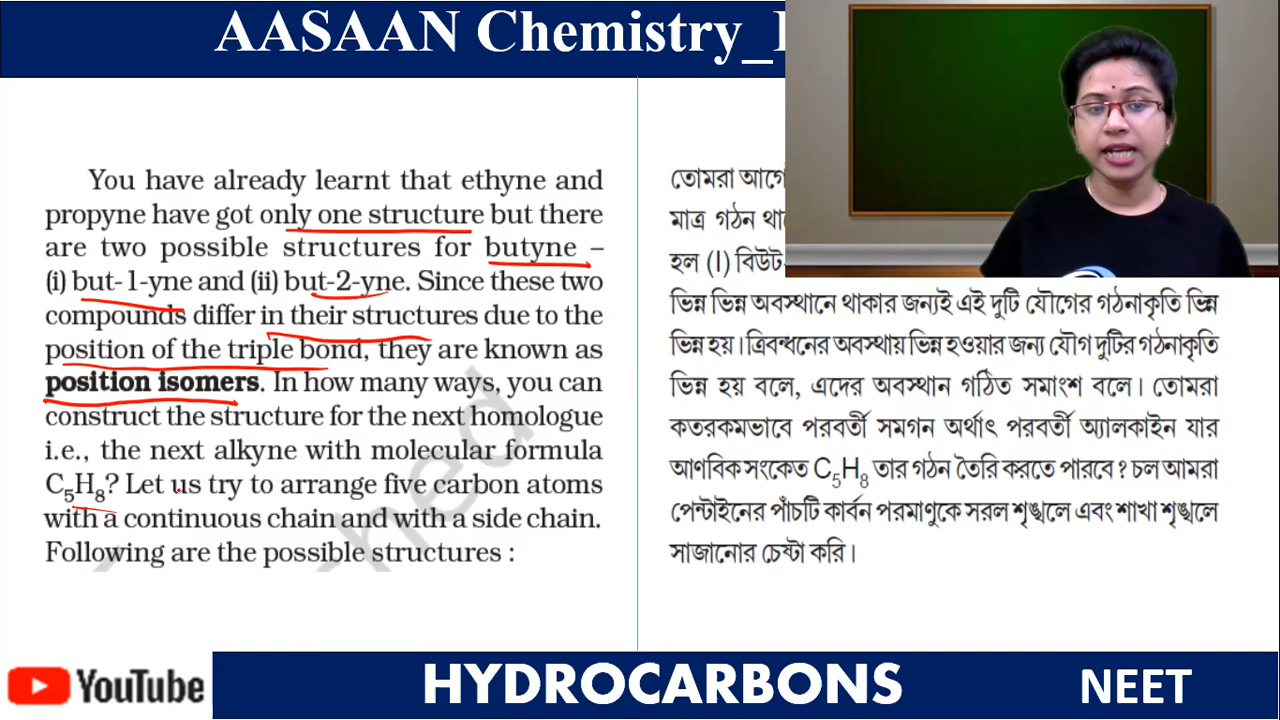 AASAAN Chemistry_
You have already learnt that ethyne and
propyne have got only one structure but there
are two possible structures for butyne –
(i) but-1-yne and (ii) but-2-yne. Since these two
compounds differ in their structures due to the
position of the triple bond, they are known as
position isomers. In how many ways, you can
construct the structure for the next homologue
i.e., the next alkyne with molecular formula
C₅H₈? Let us try to arrange five carbon atoms
with a continuous chain and with a side chain.
Following are the possible structures :
তোমরা আগে
মাত্র গঠন
হল (I) বিউট-
ভিন্ন ভিন্ন অবস্থানে থাকার জন্যই এই দুটি যৌগের গঠনাকৃতি ভিন্ন
ভিন্ন হয়। ত্রিবন্ধনের অবস্থায় ভিন্ন হওয়ার জন্য যৌগ দুটির গঠনাকৃতি
ভিন্ন হয় বলে, এদের অবস্থান গঠিত সমাংশ বলে। তোমরা
কতরকমভাবে পরবর্তী সমগন অর্থাৎ পরবর্তী অ্যালকাইন যার
আণবিক সংকেত C₅H₈ তার গঠন তৈরি করতে পারবে? চল আমরা
পেন্টাইনের পাঁচটি কার্বন পরমাণুকে সরল শৃঙ্খলে এবং শাখা শৃঙ্খলে
সাজানোর চেষ্টা করি।
YouTube
HYDROCARBONS
NEET